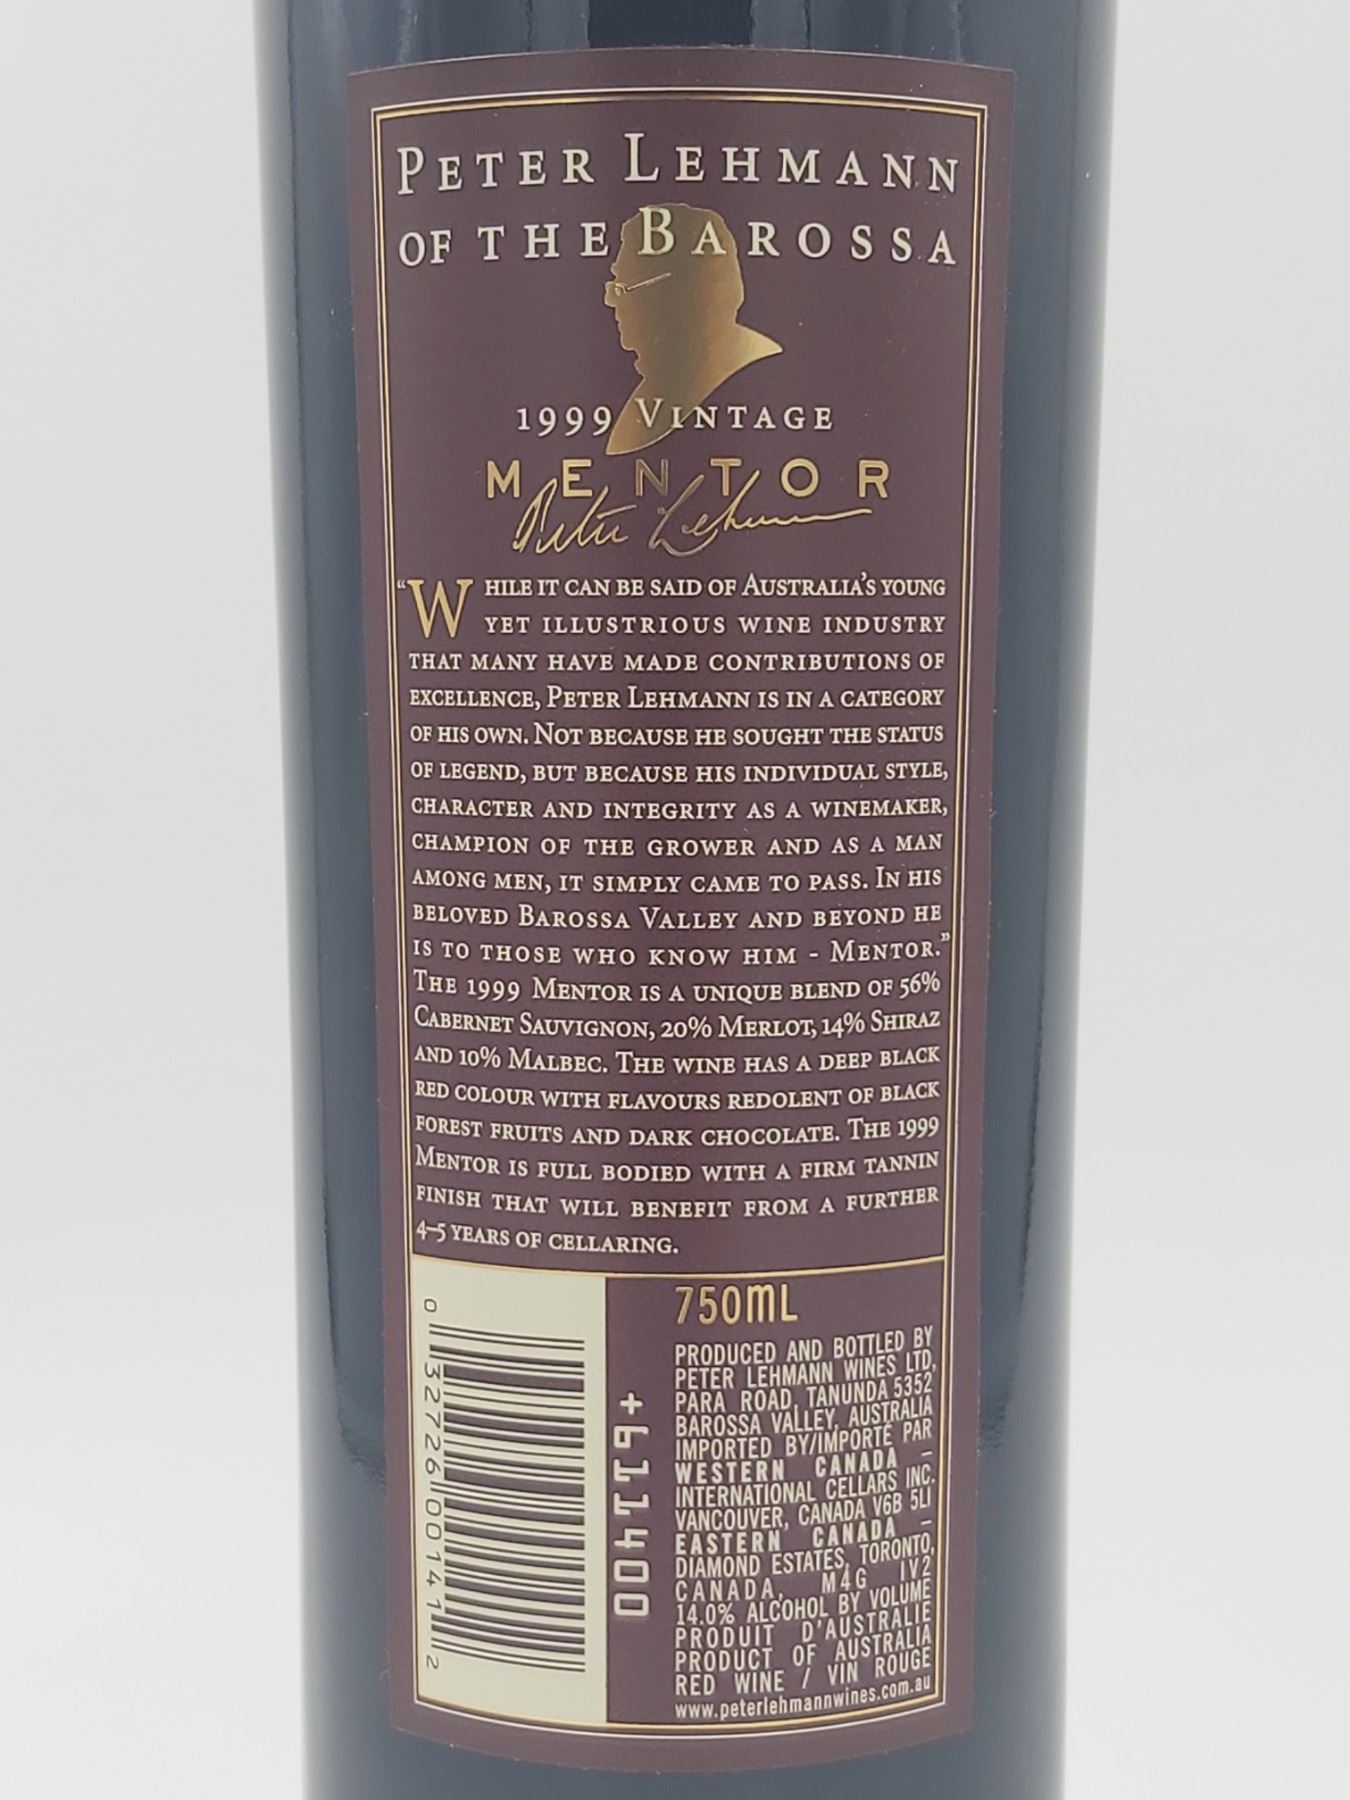 PETER LEHMANN
OF THE BAROSSA
1999 VINTAGE
MENTOR
Peter Lehmann
“WHILE IT CAN BE SAID OF AUSTRALIA’S YOUNG
YET ILLUSTRIOUS WINE INDUSTRY
THAT MANY HAVE MADE CONTRIBUTIONS OF
EXCELLENCE, PETER LEHMANN IS IN A CATEGORY
OF HIS OWN. NOT BECAUSE HE SOUGHT THE STATUS
OF LEGEND, BUT BECAUSE HIS INDIVIDUAL STYLE,
CHARACTER AND INTEGRITY AS A WINEMAKER,
CHAMPION OF THE GROWER AND AS A MAN
AMONG MEN, IT SIMPLY CAME TO PASS. IN HIS
BELOVED BAROSSA VALLEY AND BEYOND HE
IS TO THOSE WHO KNOW HIM - MENTOR.”
THE 1999 MENTOR IS A UNIQUE BLEND OF 56%
CABERNET SAUVIGNON, 20% MERLOT, 14% SHIRAZ
AND 10% MALBEC. THE WINE HAS A DEEP BLACK
RED COLOUR WITH FLAVOURS REDOLENT OF BLACK
FOREST FRUITS AND DARK CHOCOLATE. THE 1999
MENTOR IS FULL BODIED WITH A FIRM TANNIN
FINISH THAT WILL BENEFIT FROM A FURTHER
4–5 YEARS OF CELLARING.
0 32726 00141 2
+611400
750mL
PRODUCED AND BOTTLED BY
PETER LEHMANN WINES LTD,
PARA ROAD, TANUNDA 5352
BAROSSA VALLEY, AUSTRALIA
IMPORTED BY/IMPORTÉ PAR
WESTERN CANADA –
INTERNATIONAL CELLARS INC.
VANCOUVER, CANADA V6B 5LI
EASTERN CANADA –
DIAMOND ESTATES, TORONTO,
CANADA, M4G 1V2
14.0% ALCOHOL BY VOLUME
PRODUIT D'AUSTRALIE
PRODUCT OF AUSTRALIA
RED WINE / VIN ROUGE
www.peterlehmannwines.com.au